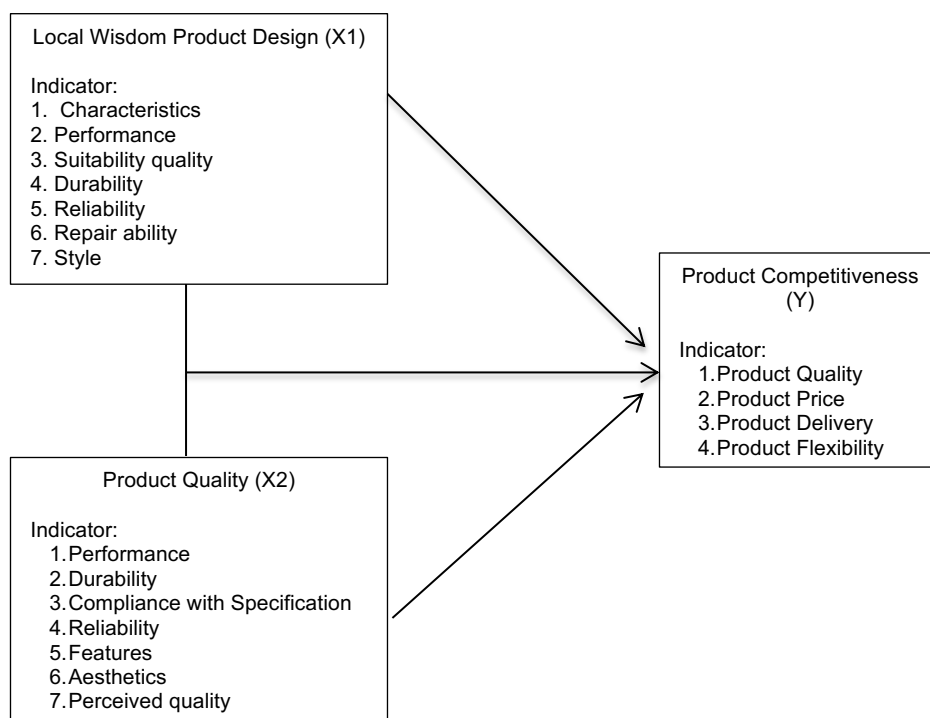 Local Wisdom Product Design (X1)
Indicator:
1. Characteristics
2. Performance
3. Suitability quality
4. Durability
5. Reliability
6. Repair ability
7. Style
Product Competitiveness
(Y)
Indicator:
1.Product Quality
2.Product Price
3.Product Delivery
4.Product Flexibility
Product Quality (X2)
Indicator:
1.Performance
2.Durability
3.Compliance with Specification
4.Reliability
5.Features
6.Aesthetics
7.Perceived quality